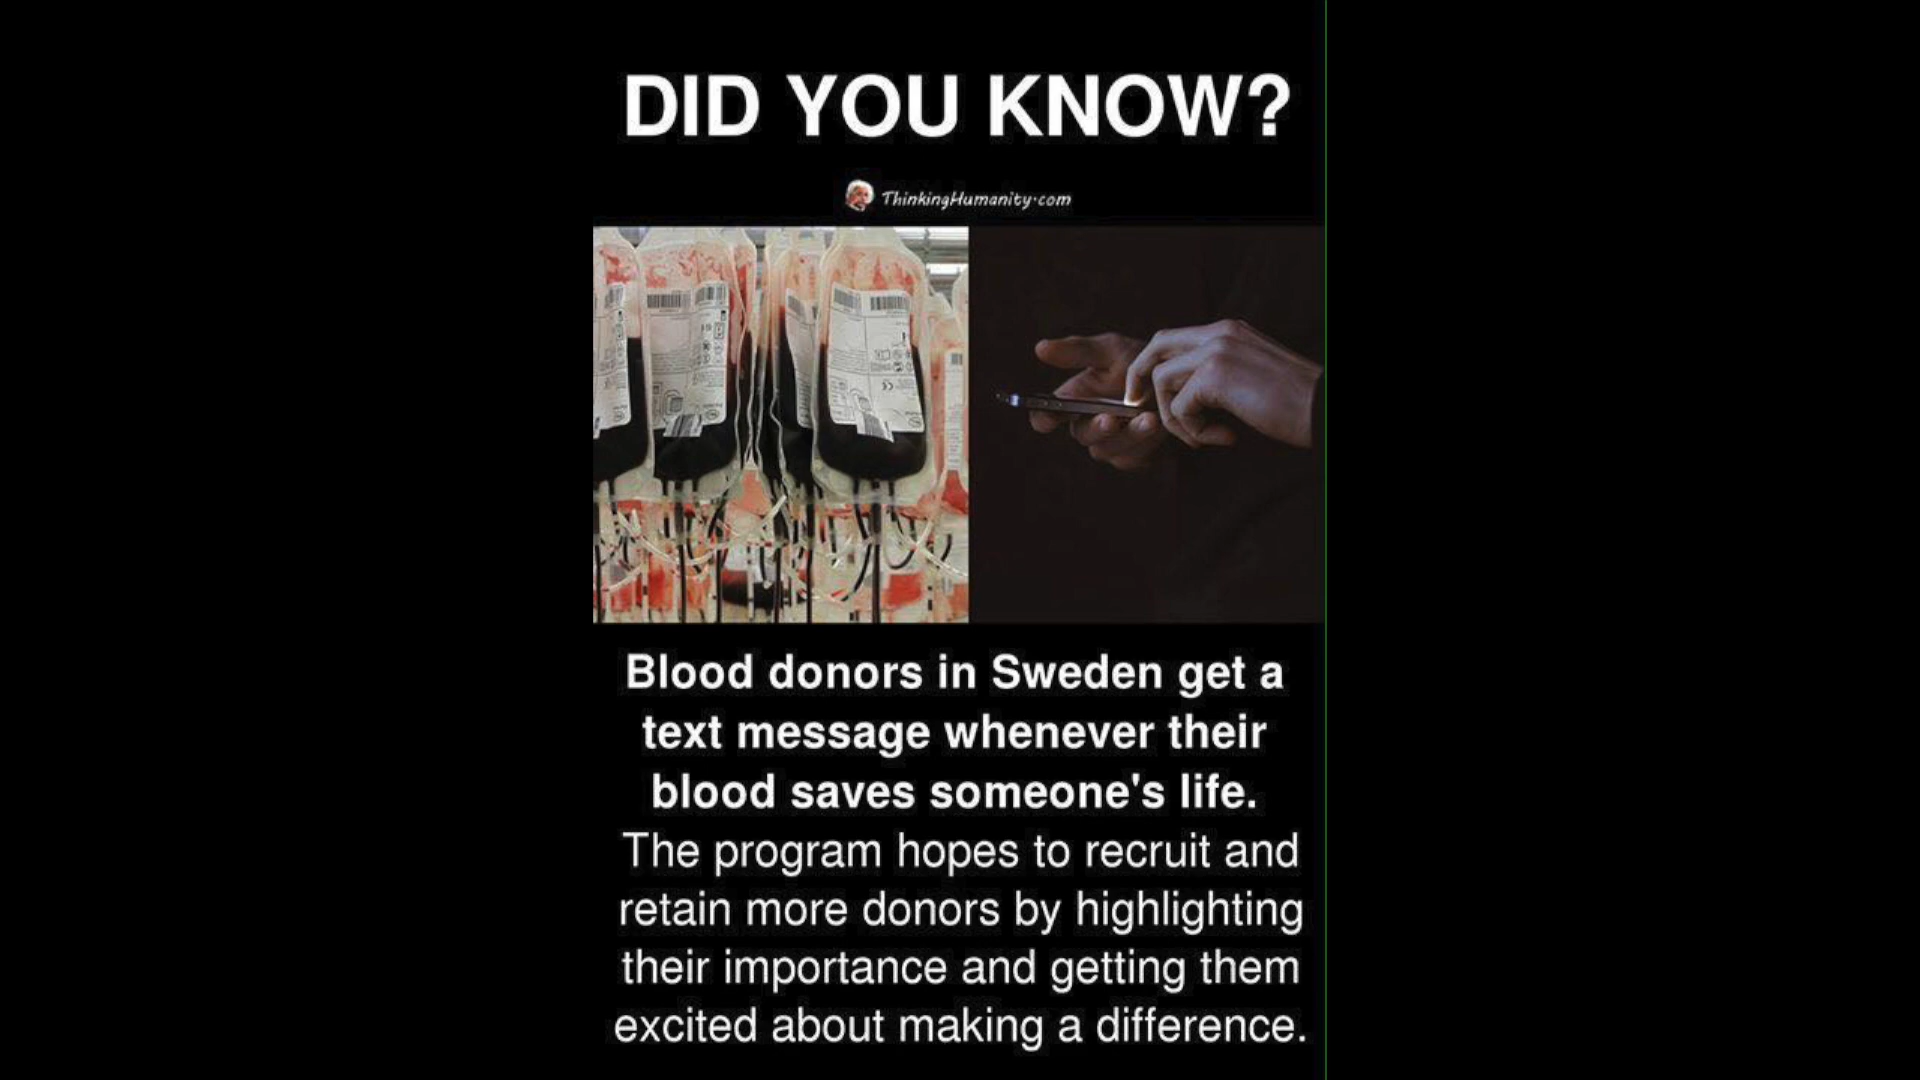 DID YOU KNOW?
ThinkingHumanity.com
Blood donors in Sweden get a
text message whenever their
blood saves someone's life.
The program hopes to recruit and
retain more donors by highlighting
their importance and getting them
excited about making a difference.